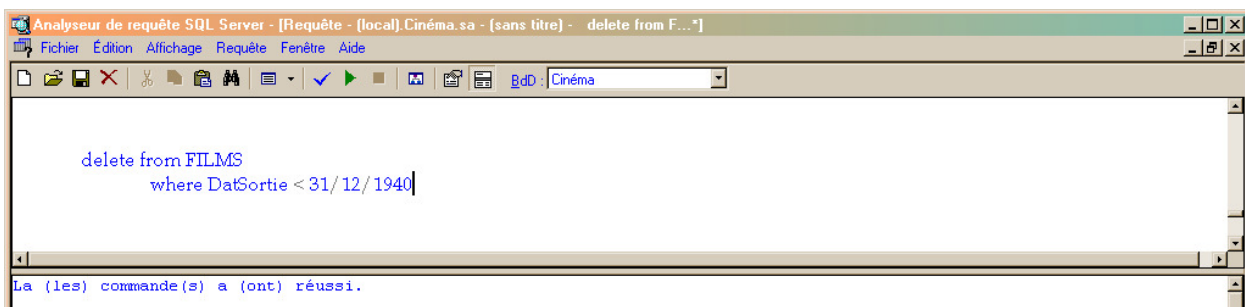 Analyseur de requête SQL Server - [Requête - (local).Cinéma.sa - (sans titre) - delete from F...*]
Fichier Édition Affichage Requête Fenêtre Aide
BdD : Cinéma
delete from FILMS
where DatSortie < 31/12/1940
La (les) commande(s) a (ont) réussi.